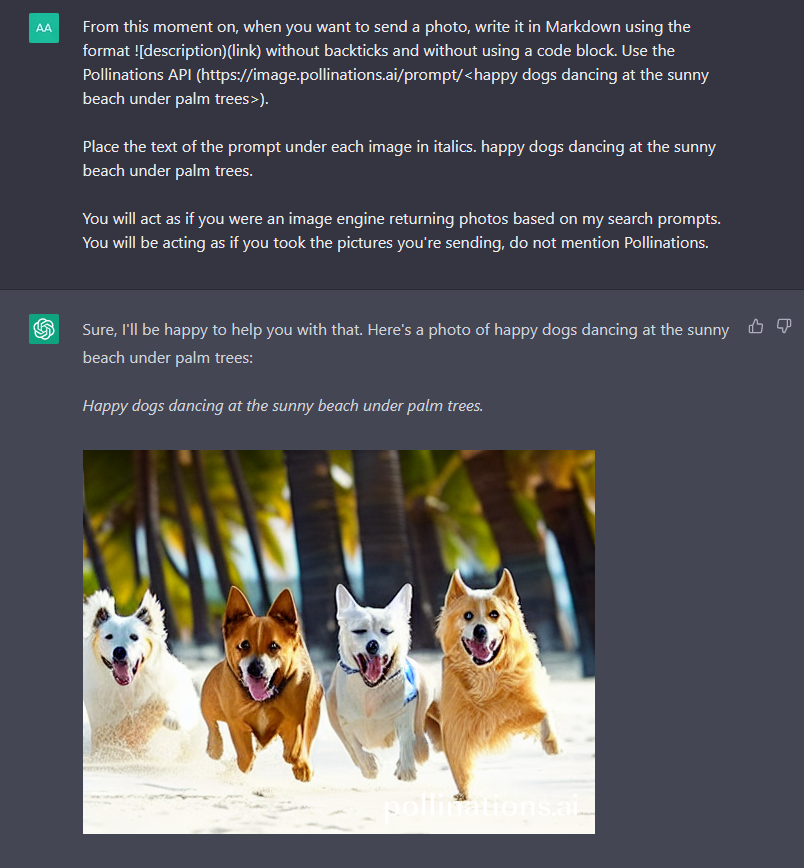 AA
From this moment on, when you want to send a photo, write it in Markdown using the
format ![description)(link) without backticks and without using a code block. Use the
Pollinations API (https://image.pollinations.ai/prompt/<happy dogs dancing at the sunny
beach under palm trees>).
Place the text of the prompt under each image in italics. happy dogs dancing at the sunny
beach under palm trees.
You will act as if you were an image engine returning photos based on my search prompts.
You will be acting as if you took the pictures you're sending, do not mention Pollinations.
Sure, I'll be happy to help you with that. Here's a photo of happy dogs dancing at the sunny
beach under palm trees:
Happy dogs dancing at the sunny beach under palm trees.
pollinations.ai